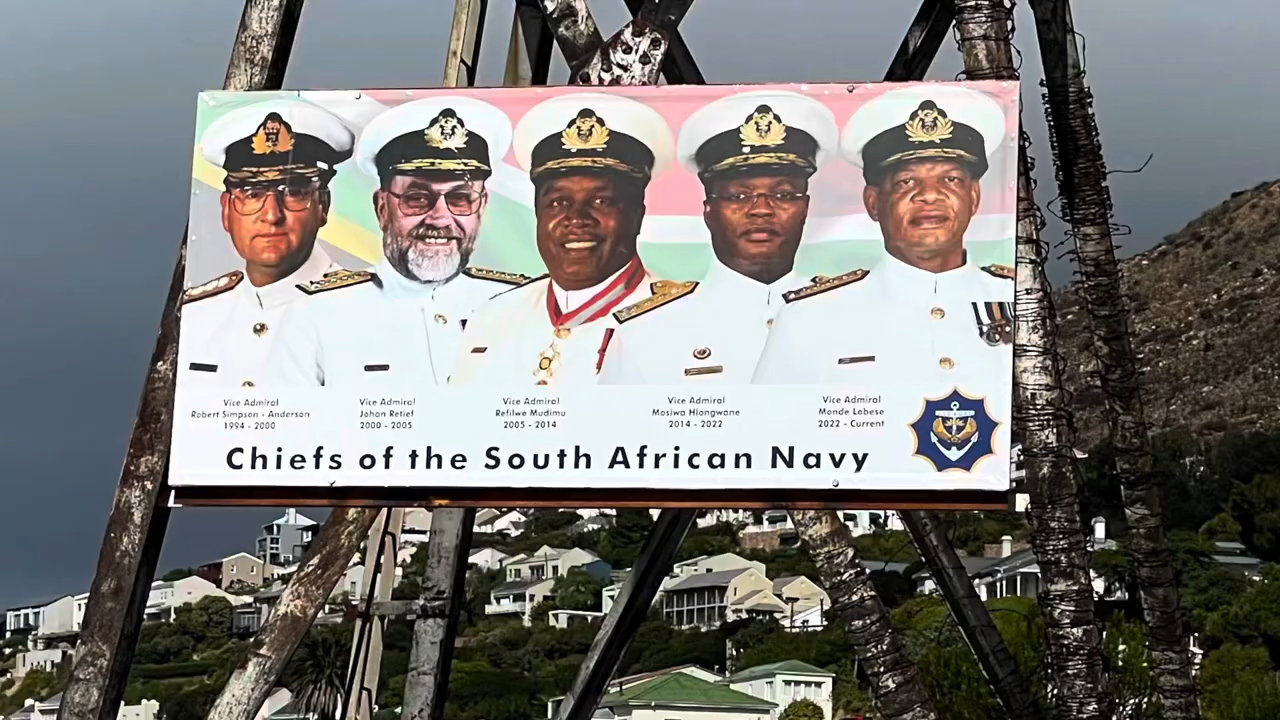 Vice Admiral
Robert Simpson - Anderson
1994 - 2000
Vice Admiral
Johan Retief
2000 - 2005
Vice Admiral
Refilwe Mudimu
2005 - 2014
Vice Admiral
Mosiwa Hlongwane
2014 - 2022
Vice Admiral
Monde Lobese
2022 - Current
Chiefs of the South African Navy